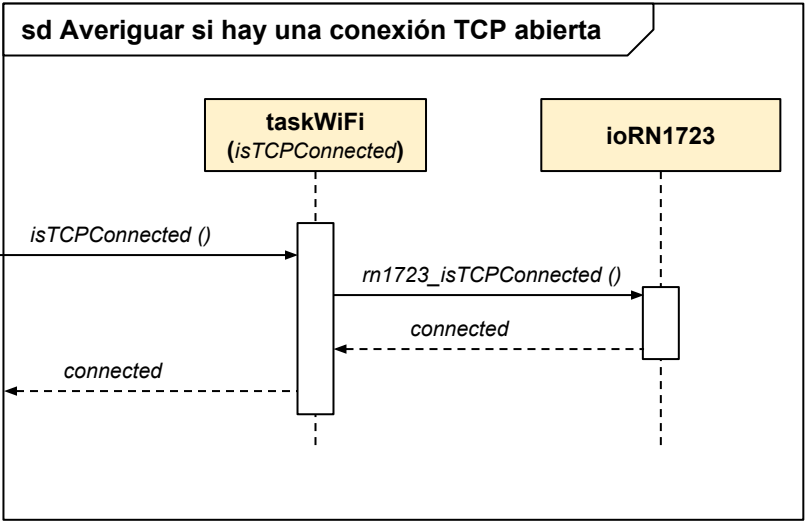 sd Averiguar si hay una conexión TCP abierta
taskWiFi
(isTCPConnected)
ioRN1723
isTCPConnected ()
rn1723_isTCPConnected ()
connected
connected